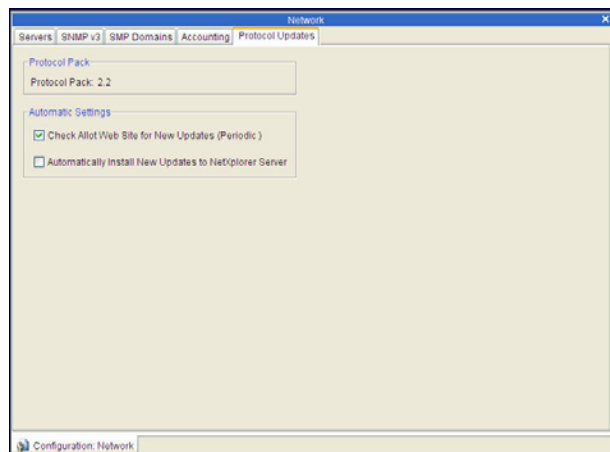 Network
Servers SNMP v3 SMP Domains Accounting Protocol Updates
Protocol Pack
Protocol Pack: 2.2
Automatic Settings
Check Allot Web Site for New Updates (Periodic )
Automatically Install New Updates to NetXplorer Server
Configuration: Network